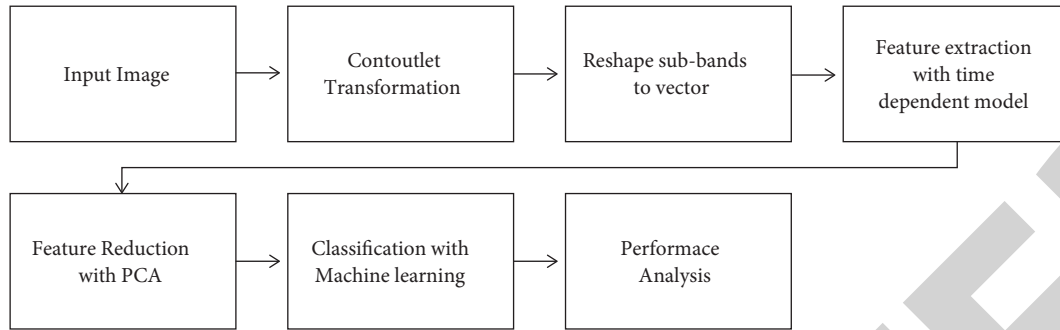 Input Image
Contoutlet
Transformation
Reshape sub-bands
to vector
Feature extraction
with time
dependent model
Feature Reduction
with PCA
Classification with
Machine learning
Performace
Analysis